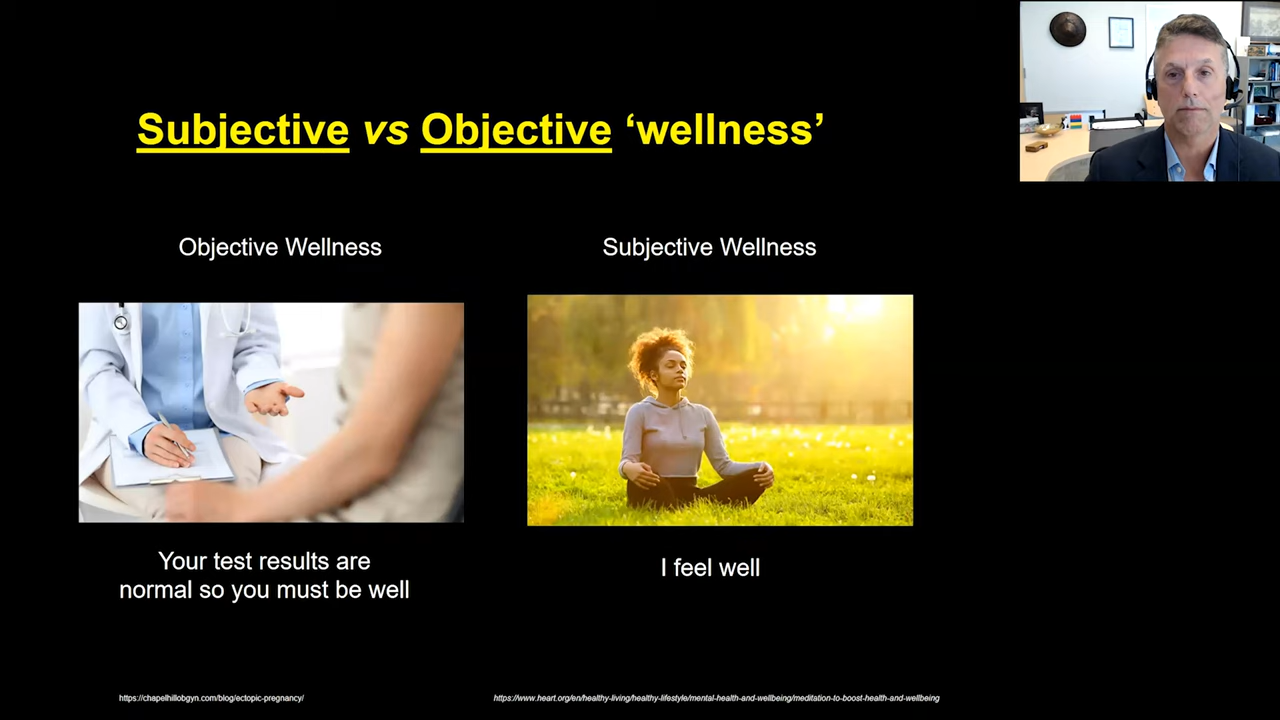 Subjective vs Objective ‘wellness’
Objective Wellness
Subjective Wellness
Your test results are
normal so you must be well
I feel well
https://chapelhillobgyn.com/blog/ectopic-pregnancy/
https://www.heart.org/en/healthy-living/healthy-lifestyle/mental-health-and-wellbeing/meditation-to-boost-health-and-wellbeing